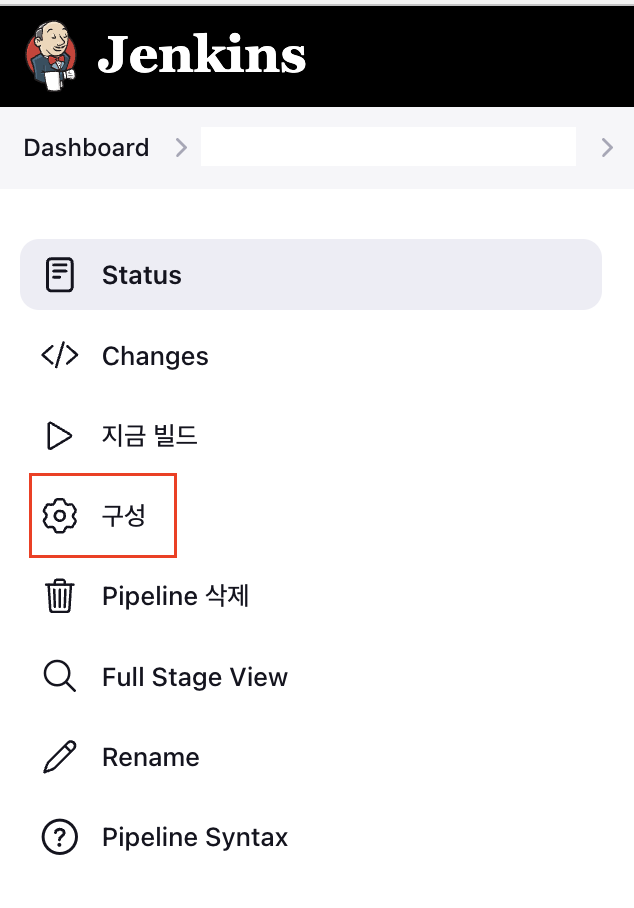 Jenkins
Dashboard
Status
Changes
지금 빌드
구성
Pipeline 삭제
Full Stage View
Rename
Pipeline Syntax